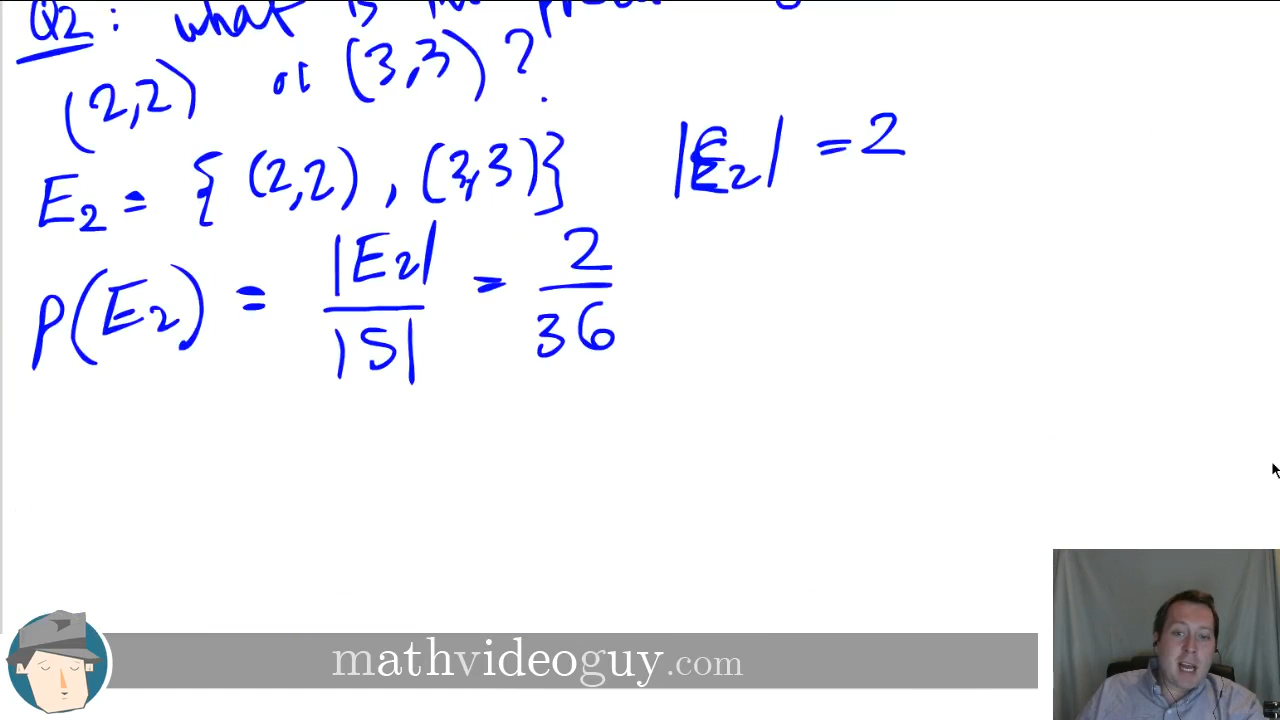 Q2: what is the
(2,2) or (3,3)?
E₂ = { (2,2) , (3,3)} |E₂| = 2
P(E₂) = |E₂| / |S| = 2 / 36
mathvideoguy.com